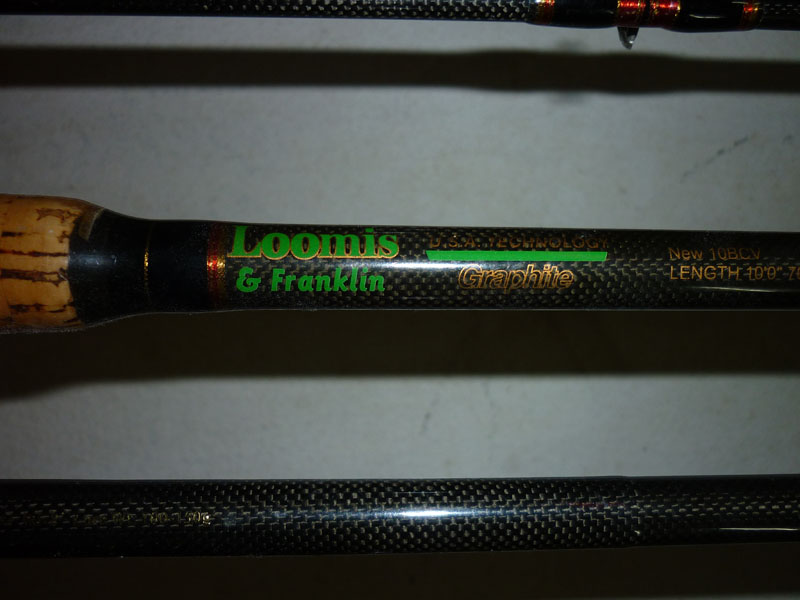 Loomis
& Franklin
U.S.A. TECHNOLOGY
Graphite
New 10BCV
LENGTH 10'0"